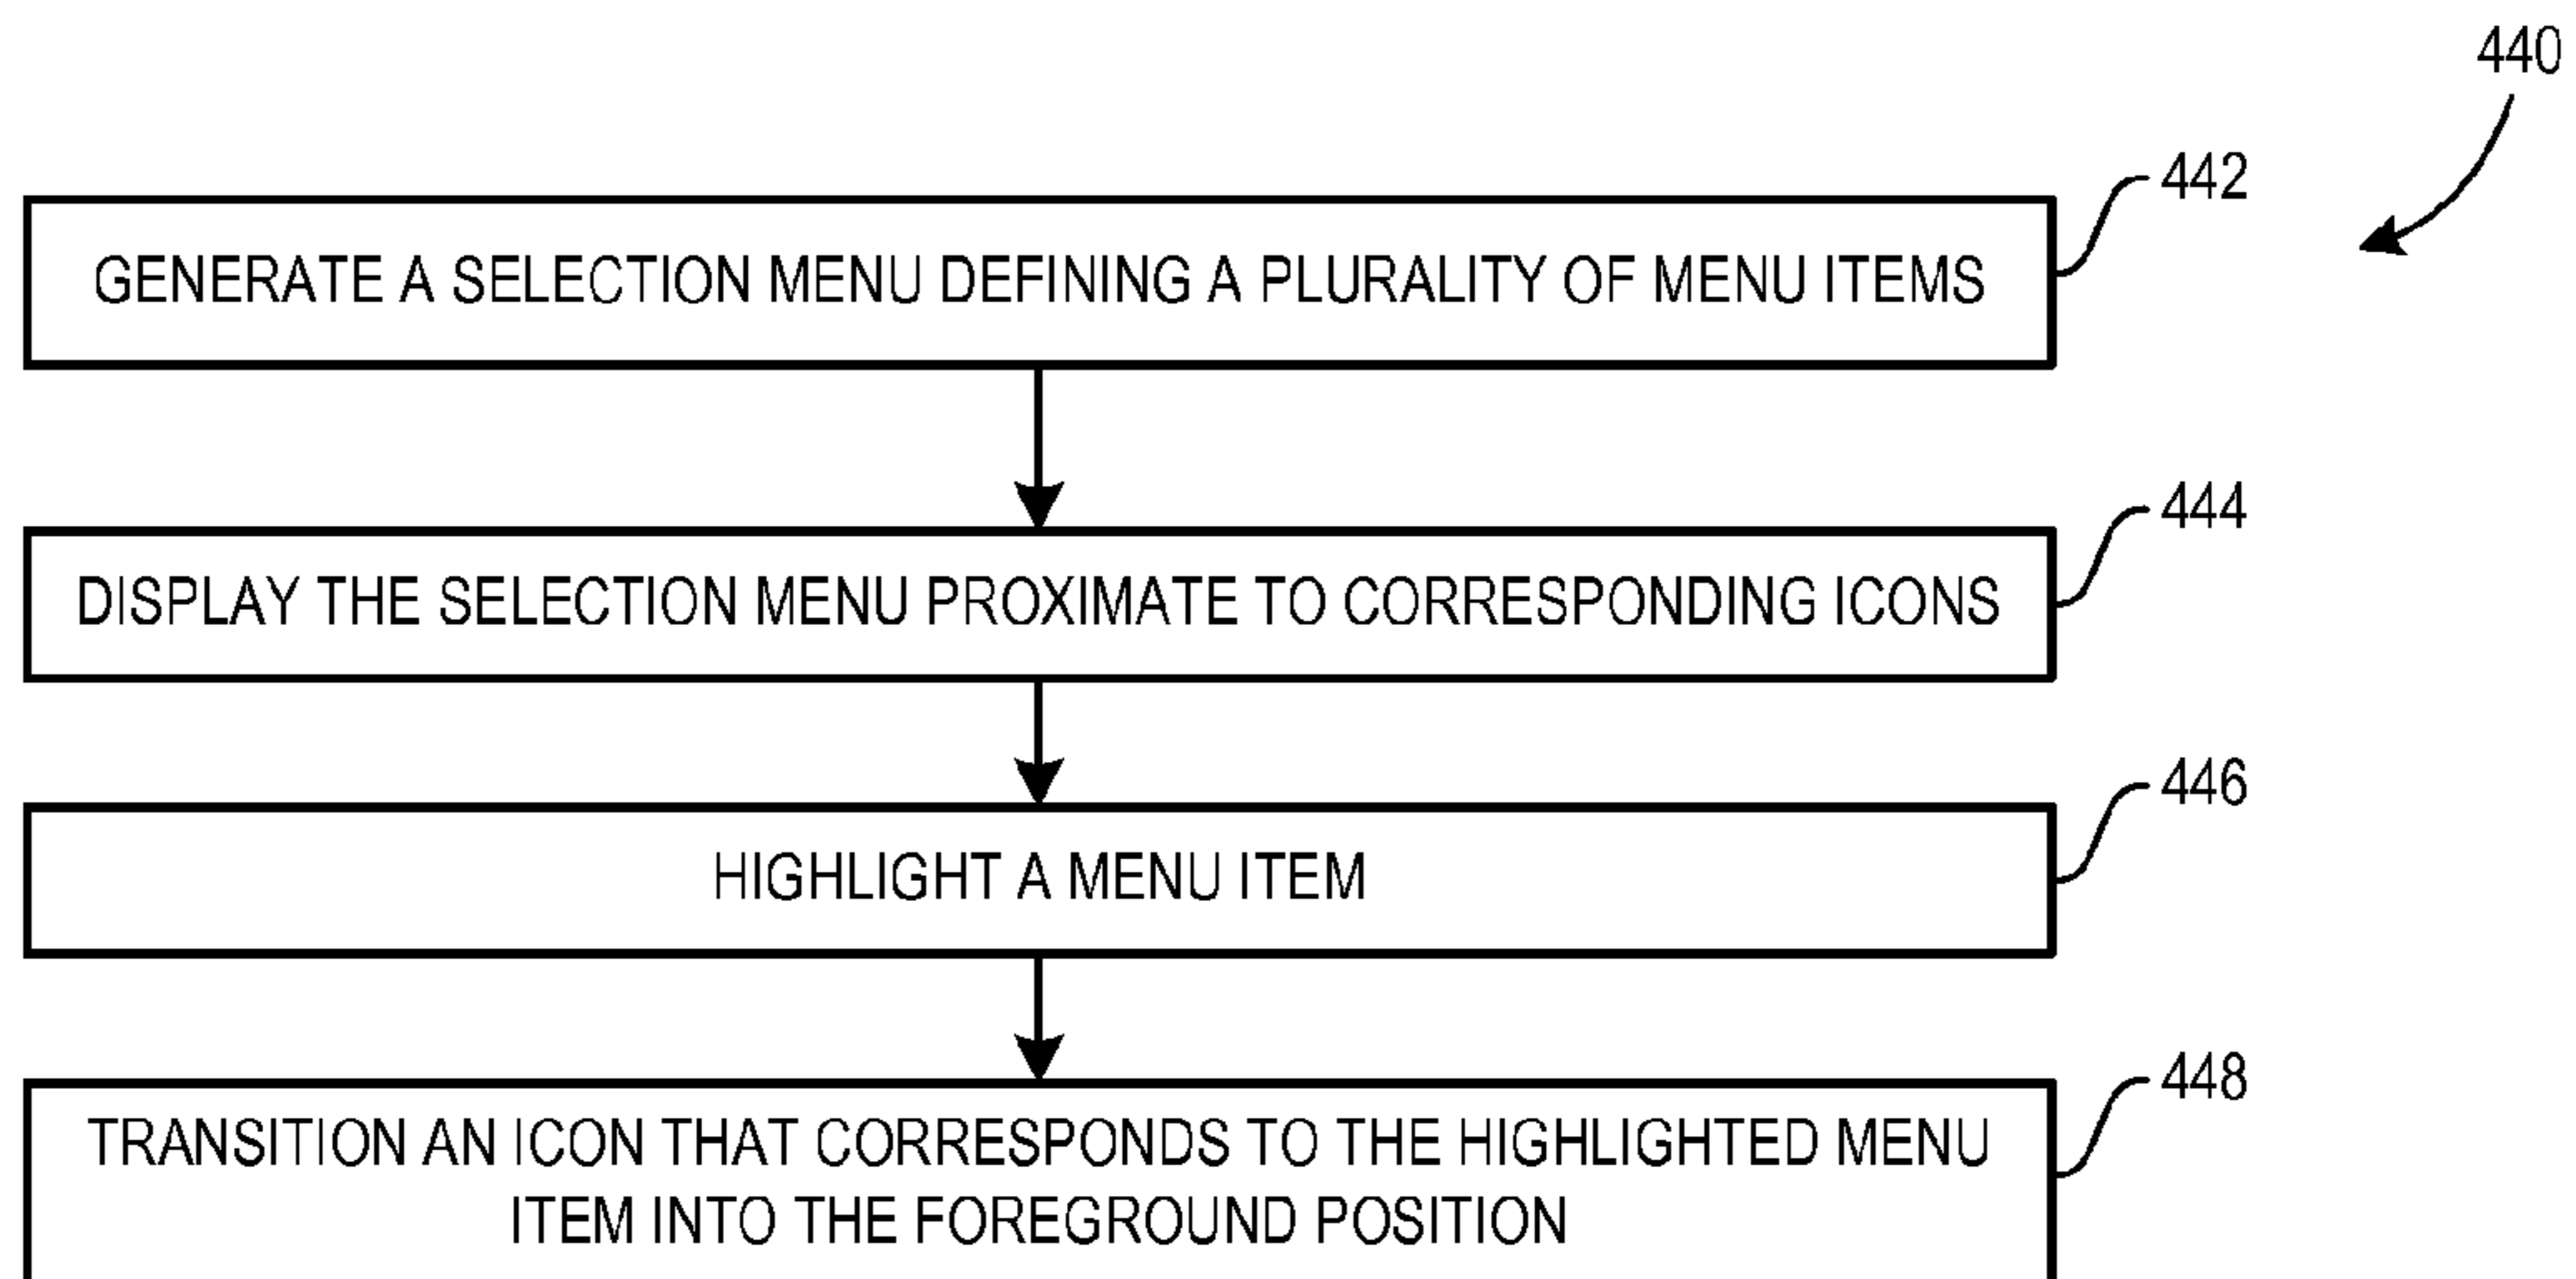 440
442
GENERATE A SELECTION MENU DEFINING A PLURALITY OF MENU ITEMS
444
DISPLAY THE SELECTION MENU PROXIMATE TO CORRESPONDING ICONS
446
HIGHLIGHT A MENU ITEM
448
TRANSITION AN ICON THAT CORRESPONDS TO THE HIGHLIGHTED MENU
ITEM INTO THE FOREGROUND POSITION